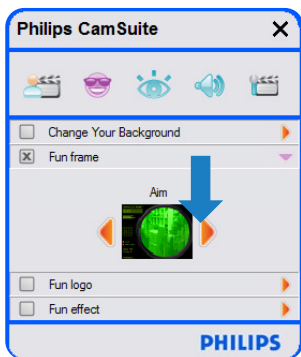 Philips CamSuite
Change Your Background
Fun frame
Aim
Fun logo
Fun effect
PHILIPS